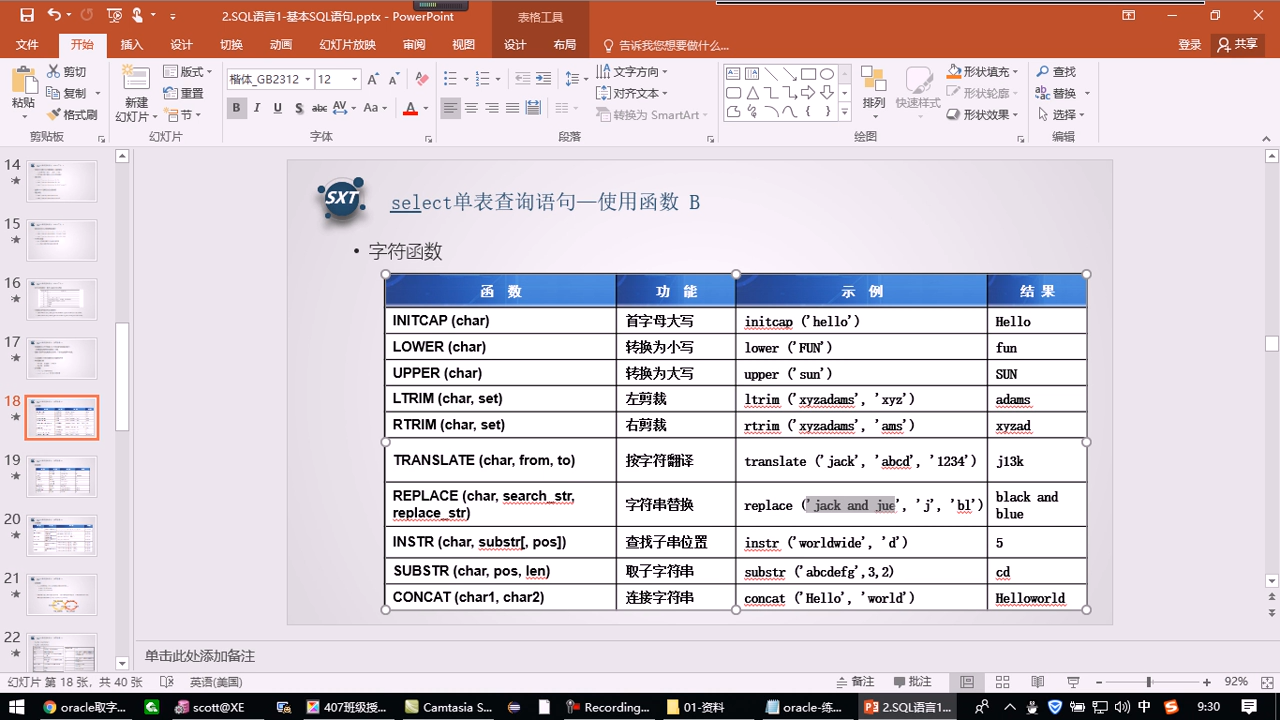 2.SQL语言1-基本SQL语句.pptx - PowerPoint
表格工具
文件 开始 插入 设计 切换 动画 幻灯片放映 审阅 视图 设计 布局 告诉我您想要做什么...
登录 共享
粘贴 剪切 复制 格式刷
新建 幻灯片 版式 重置 节
楷体_GB2312 12
B I U S abc AV Aa A
文字方向 对齐文本 转换为 SmartArt
排列 快速样式 形状填充 形状轮廓 形状效果
查找 替换 选择
剪贴板 幻灯片 字体 段落 绘图 编辑
14
15
16
17
18
19
20
21
22
SXT
select单表查询语句—使用函数 B
• 字符函数
功 能 示 例 结 果
INITCAP (char) 首字母大写 initcap ('hello') Hello
LOWER 转换为小写 lower ('FUN') fun
UPPER (char 转换为大写 upper ('sun') SUN
LTRIM (char, set) 左剪裁 ltrim ('xyzadams', 'xyz') adams
RTRIM (char, set) 右剪裁 rtrim ('xyzadams', 'ams') xyzad
TRANSLATE (char, from, to) 按字符翻译 translate ('jack', 'abcd', '1234') j13k
REPLACE (char, search_str, replace_str) 字符串替换 replace ('jack and jue', 'j', 'bl') black and blue
INSTR (char, substr[, pos]) 查找子串位置 instr ('worldwide', 'd') 5
SUBSTR (char, pos, len) 取子字符串 substr ('abcdefg',3,2) cd
CONCAT (char1, char2) 连接字符串 concat ('Hello', 'world') Helloworld
单击此处 备注
幻灯片 第 18 张，共 40 张 英语(美国) 备注 批注 92%
oracle取字... scott@XE 407班级授... Camtasia S... Recording... 01-资料 oracle-练... 2.SQL语言1... 中 9:30